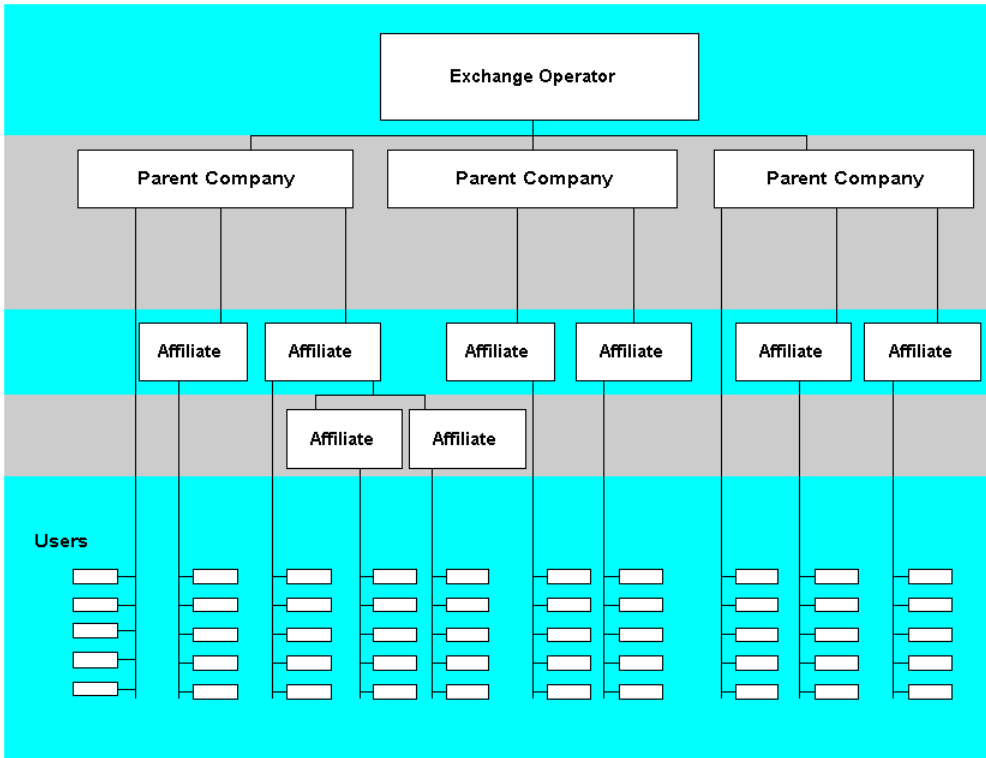 Exchange Operator
Parent Company
Parent Company
Parent Company
Affiliate
Affiliate
Affiliate
Affiliate
Affiliate
Affiliate
Affiliate
Affiliate
Users